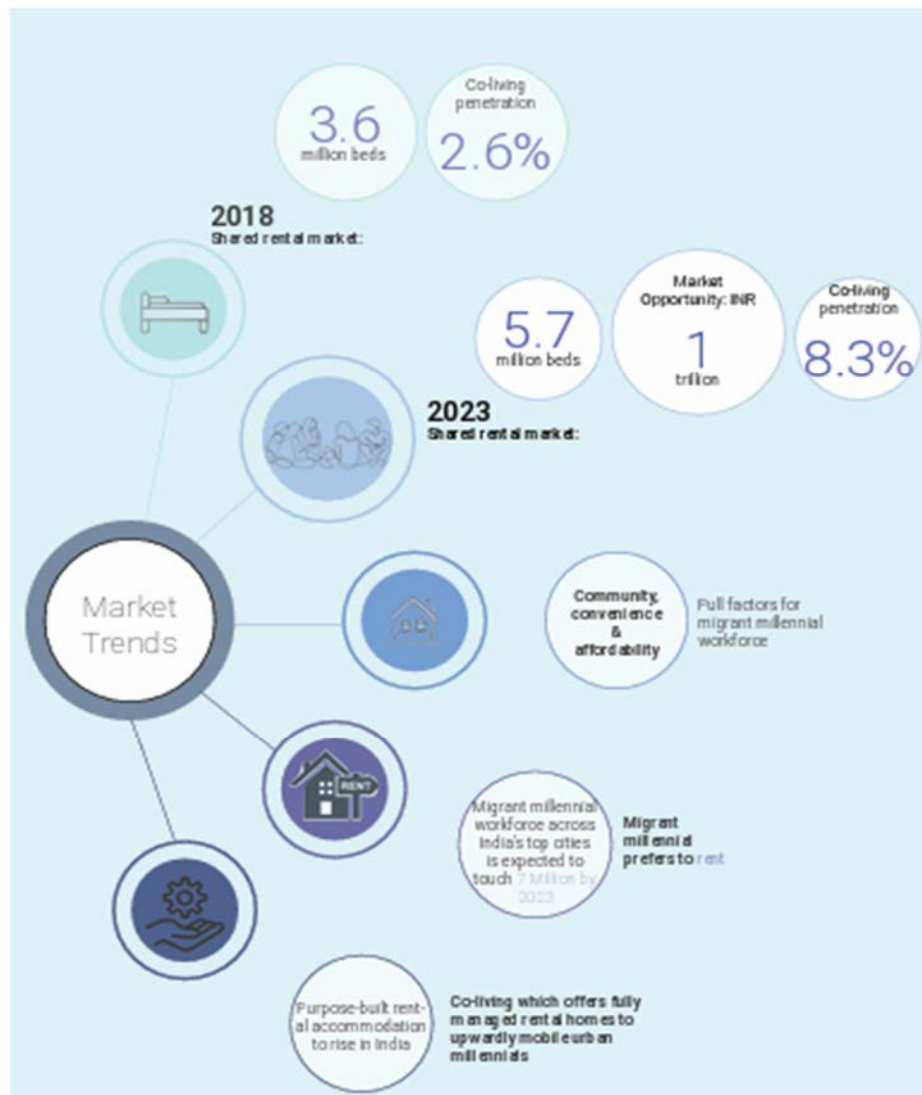 3.6
million beds
Co-living
penetration
2.6%
2018
Shared rental market:
5.7
million beds
Market
Opportunity: INR
1
trillion
Co-living
penetration
8.3%
2023
Shared rental market:
Market
Trends
Community,
convenience
&
affordability
Pull factors for
migrant millennial
workforce
RENT
Migrant millennial
workforce across
India's top cities
is expected to
touch 7 Million by
2023
Migrant
millennial
prefers to rent
Purpose-built rent-
al accommodation
to rise in India
Co-living which offers fully
managed rental homes to
upwardly mobile urban
millennials